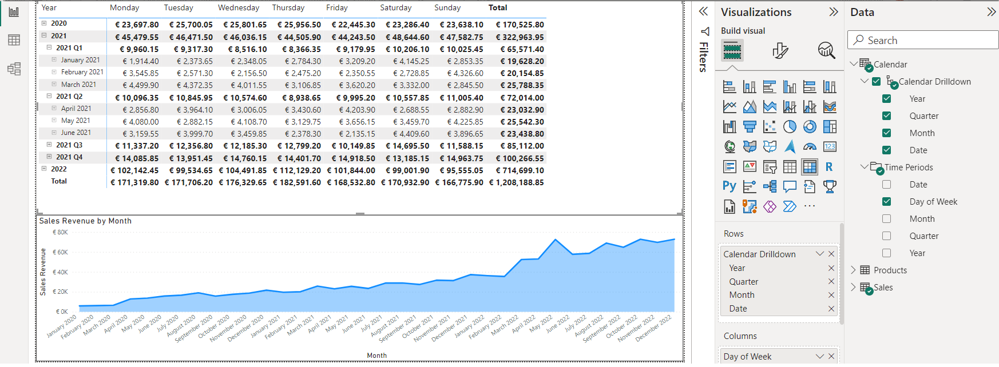 Year Monday Tuesday Wednesday Thursday Friday Saturday Sunday Total
2020 € 23,697.80 € 25,700.05 € 25,801.65 € 25,956.50 € 22,445.30 € 23,286.40 € 23,638.10 € 170,525.80
2021 € 45,479.55 € 46,471.50 € 46,036.15 € 44,505.90 € 44,243.50 € 48,644.60 € 47,582.75 € 322,963.95
2021 Q1 € 9,960.15 € 9,317.30 € 8,516.10 € 8,366.35 € 9,179.95 € 10,206.10 € 10,025.45 € 65,571.40
January 2021 € 1,914.40 € 2,373.65 € 2,348.05 € 2,784.30 € 3,209.20 € 4,145.25 € 2,853.35 € 19,628.20
February 2021 € 3,545.85 € 2,571.30 € 2,156.50 € 2,475.20 € 2,350.55 € 2,728.85 € 4,326.60 € 20,154.85
March 2021 € 4,499.90 € 4,372.35 € 4,011.55 € 3,106.85 € 3,620.20 € 3,332.00 € 2,845.50 € 25,788.35
2021 Q2 € 10,096.35 € 10,845.95 € 10,574.60 € 8,938.65 € 9,995.20 € 10,557.85 € 11,005.40 € 72,014.00
April 2021 € 2,856.80 € 3,964.10 € 3,006.05 € 3,430.60 € 4,203.90 € 2,688.55 € 2,882.90 € 23,032.90
May 2021 € 4,080.00 € 2,882.15 € 4,108.70 € 3,129.75 € 3,656.15 € 3,459.70 € 4,225.85 € 25,542.30
June 2021 € 3,159.55 € 3,999.70 € 3,459.85 € 2,378.30 € 2,135.15 € 4,409.60 € 3,896.65 € 23,438.80
2021 Q3 € 11,337.20 € 12,356.80 € 12,185.30 € 12,799.20 € 10,149.85 € 14,695.50 € 11,588.15 € 85,112.00
2021 Q4 € 14,085.85 € 13,951.45 € 14,760.15 € 14,401.70 € 14,918.50 € 13,185.15 € 14,963.75 € 100,266.55
2022 € 102,142.45 € 99,534.65 € 104,491.85 € 112,129.20 € 101,844.00 € 99,001.90 € 95,555.05 € 714,699.10
Total € 171,319.80 € 171,706.20 € 176,329.65 € 182,591.60 € 168,532.80 € 170,932.90 € 166,775.90 € 1,208,188.85
Sales Revenue by Month
Sales Revenue
€ 80K
€ 60K
€ 40K
€ 20K
€ 0K
January 2020
February 2020
March 2020
April 2020
May 2020
June 2020
July 2020
August 2020
September 2020
October 2020
November 2020
December 2020
January 2021
February 2021
March 2021
April 2021
May 2021
June 2021
July 2021
August 2021
September 2021
October 2021
November 2021
December 2021
January 2022
February 2022
March 2022
April 2022
May 2022
June 2022
July 2022
August 2022
September 2022
October 2022
November 2022
December 2022
Month
Filters
Visualizations
Build visual
123
R
Py
Rows
Calendar Drilldown
Year
Quarter
Month
Date
Columns
Day of Week
Data
Search
Calendar
Calendar Drilldown
Year
Quarter
Month
Date
Time Periods
Date
Day of Week
Month
Quarter
Year
Products
Sales